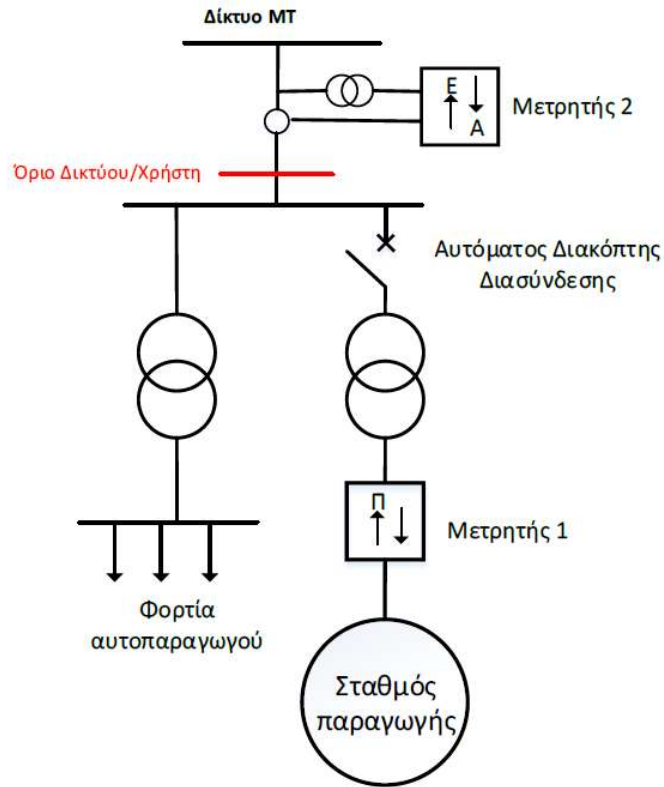 Δίκτυο ΜΤ
Ε
Α
Μετρητής 2
Όριο Δικτύου/Χρήστη
Αυτόματος Διακόπτης
Διασύνδεσης
Π
Μετρητής 1
Φορτία
αυτοπαραγωγού
Σταθμός
παραγωγής